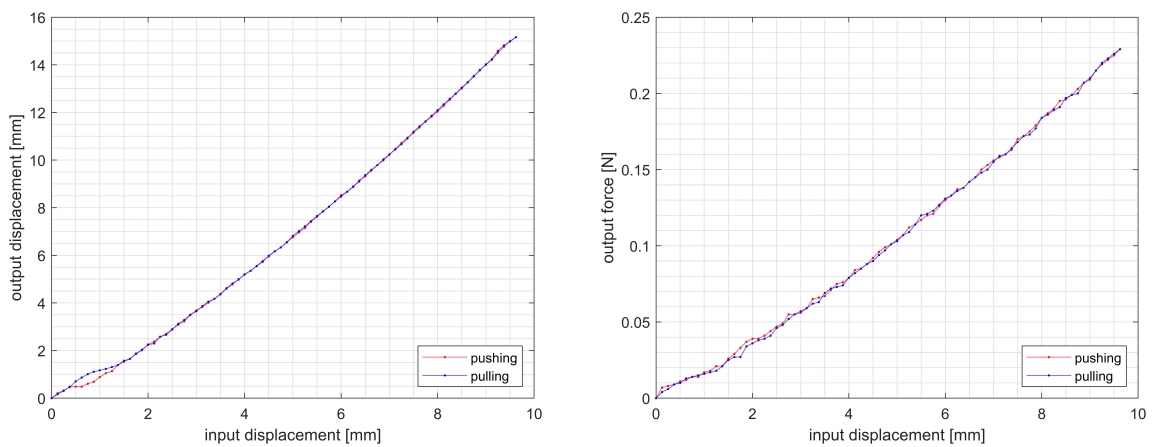 16
14
12
10
8
6
4
2
0
output displacement [mm]
0 2 4 6 8 10
input displacement [mm]
pushing
pulling
0.25
0.2
0.15
0.1
0.05
0
output force [N]
0 2 4 6 8 10
input displacement [mm]
pushing
pulling